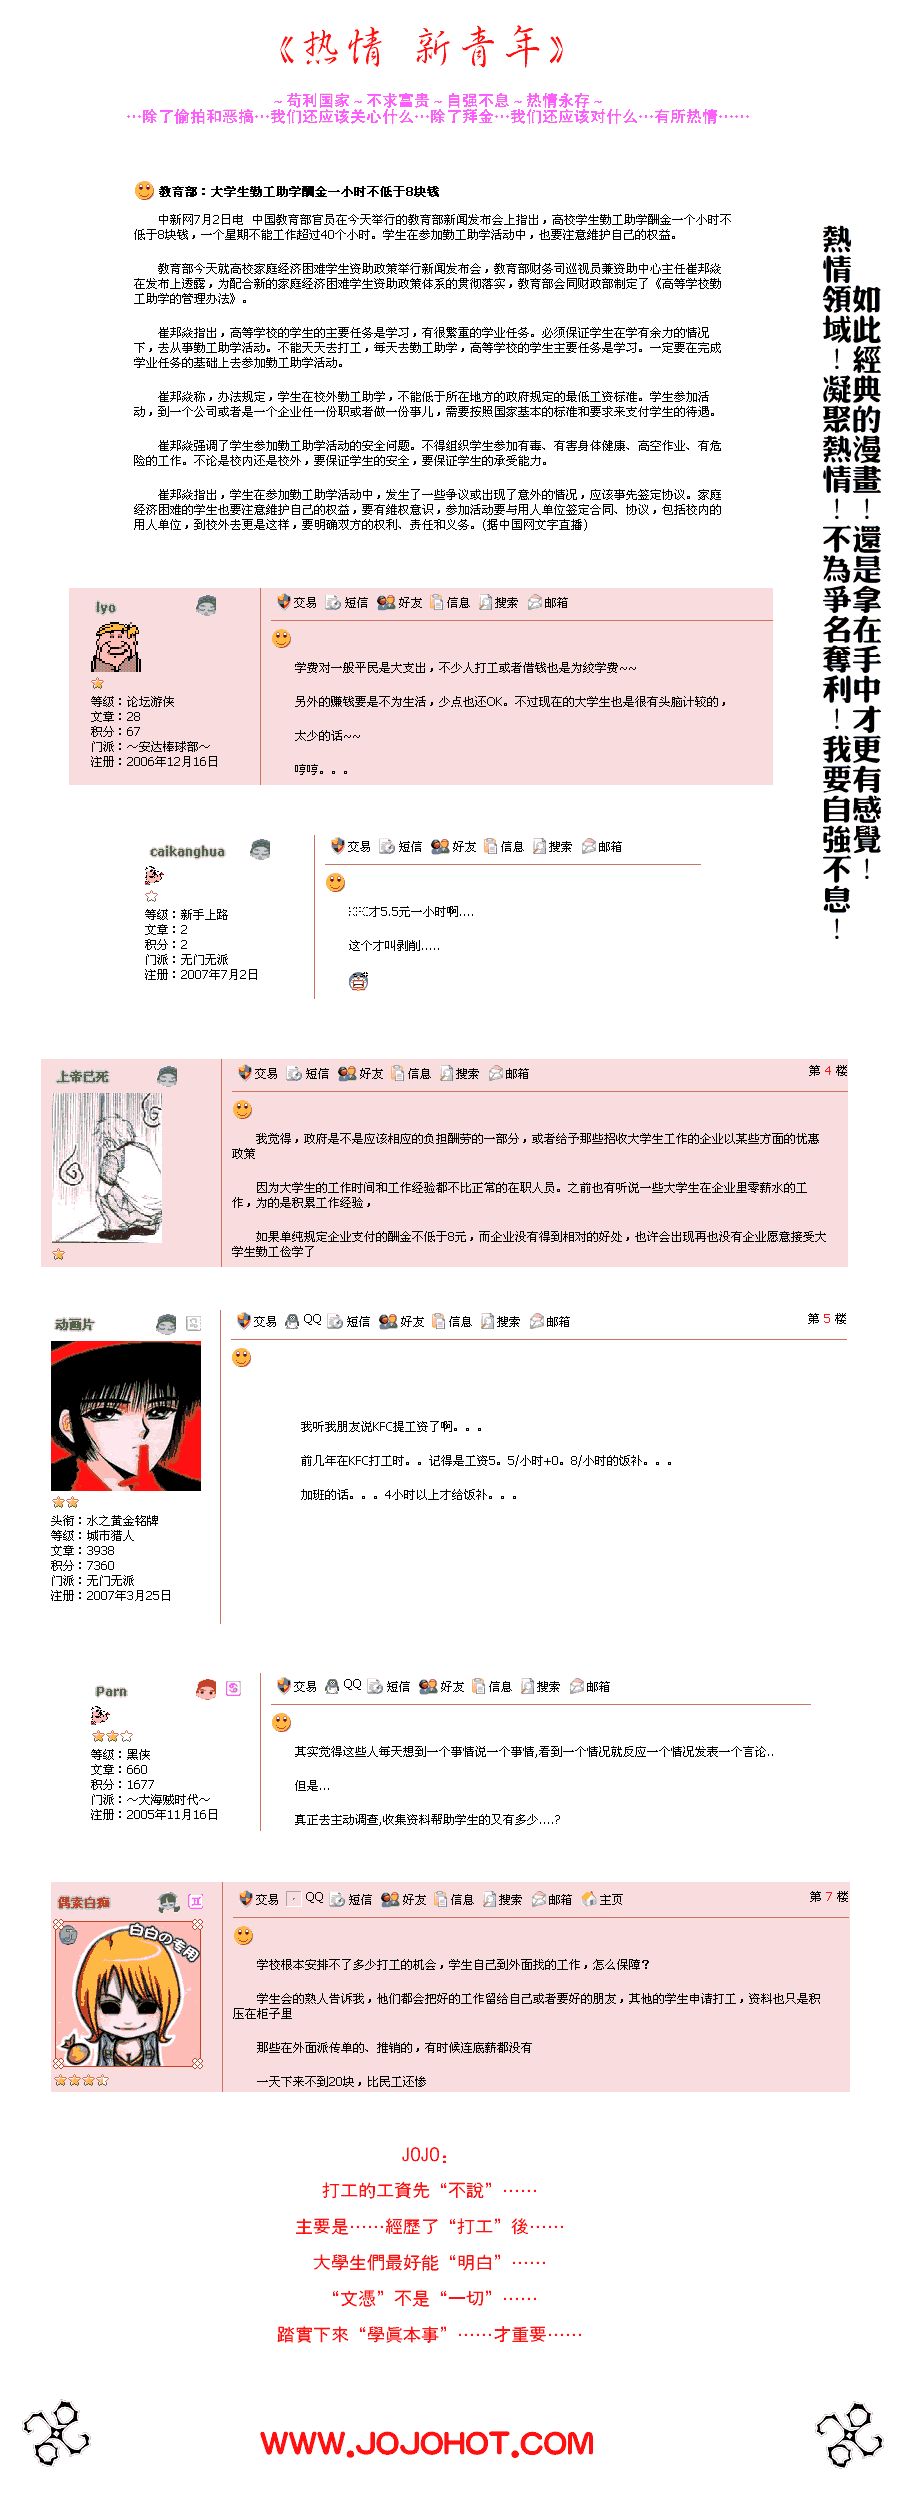 《热情 新青年》
~苟利国家~不求富贵~自强不息~热情永存~
…除了偷拍和恶搞…我们还应该关心什么…除了拜金…我们还应该对什么…有所热情……
教育部：大学生勤工助学酬金一小时不低于8块钱
中新网7月2日电 中国教育部官员在今天举行的教育部新闻发布会上指出，高校学生勤工助学酬金一个小时不
低于8块钱，一个星期不能工作超过40个小时。学生在参加勤工助学活动中，也要注意维护自己的权益。
教育部今天就高校家庭经济困难学生资助政策举行新闻发布会，教育部财务司巡视员兼资助中心主任崔邦焱
在发布上透露，为配合新的家庭经济困难学生资助政策体系的贯彻落实，教育部会同财政部制定了《高等学校勤
工助学的管理办法》。
崔邦焱指出，高等学校的学生的主要任务是学习，有很繁重的学业任务。必须保证学生在学有余力的情况
下，去从事勤工助学活动。不能天天去打工，每天去勤工助学，高等学校的学生主要任务是学习。一定要在完成
学业任务的基础上去参加勤工助学活动。
崔邦焱称，办法规定，学生在校外勤工助学，不能低于所在地方的政府规定的最低工资标准。学生参加活
动，到一个公司或者是一个企业任一份职或者做一份事儿，需要按照国家基本的标准和要求来支付学生的待遇。
崔邦焱强调了学生参加勤工助学活动的安全问题。不得组织学生参加有毒、有害身体健康、高空作业、有危
险的工作。不论是校内还是校外，要保证学生的安全，要保证学生的承受能力。
崔邦焱指出，学生在参加勤工助学活动中，发生了一些争议或出现了意外的情况，应该事先签定协议。家庭
经济困难的学生也要注意维护自己的权益，要有维权意识，参加活动要与用人单位签定合同、协议，包括校内的
用人单位，到校外去更是这样，要明确双方的权利、责任和义务。(据中国网文字直播)
如此經典的漫畫！還是拿在手中才更有感覺！
熱情領域！凝聚熱情！不為爭名奪利！我要自強不息！
lyo
交易 短信 好友 信息 搜索 邮箱
等级：论坛游侠
文章：28
积分：67
门派：～安达棒球部～
注册：2006年12月16日
学费对一般平民是大支出，不少人打工或者借钱也是为绞学费~~
另外的赚钱要是不为生活，少点也还OK。不过现在的大学生也是很有头脑计较的，
太少的话~~
哼哼。。。
caikanghua
交易 短信 好友 信息 搜索 邮箱
等级：新手上路
文章：2
积分：2
门派：无门无派
注册：2007年7月2日
KFC才5.5元一小时啊....
这个才叫剥削.....
上帝已死
交易 短信 好友 信息 搜索 邮箱
第 4 楼
我觉得，政府是不是应该相应的负担酬劳的一部分，或者给予那些招收大学生工作的企业以某些方面的优惠
政策
因为大学生的工作时间和工作经验都不比正常的在职人员。之前也有听说一些大学生在企业里零薪水的工
作，为的是积累工作经验，
如果单纯规定企业支付的酬金不低于8元，而企业没有得到相对的好处，也许会出现再也没有企业愿意接受大
学生勤工俭学了
动画片
交易 QQ 短信 好友 信息 搜索 邮箱
第 5 楼
头衔：水之黄金铭牌
等级：城市猎人
文章：3938
积分：7360
门派：无门无派
注册：2007年3月25日
我听我朋友说KFC提工资了啊。。。
前几年在KFC打工时。。记得是工资5。5/小时+0。8/小时的饭补。。。
加班的话。。。4小时以上才给饭补。。。
Parn
交易 QQ 短信 好友 信息 搜索 邮箱
等级：黑侠
文章：660
积分：1677
门派：～大海贼时代～
注册：2005年11月16日
其实觉得这些人每天想到一个事情说一个事情,看到一个情况就反应一个情况发表一个言论..
但是...
真正去主动调查,收集资料帮助学生的又有多少....?
偶素白痴
交易 QQ 短信 好友 信息 搜索 邮箱 主页
第 7 楼
白白の专用
学校根本安排不了多少打工的机会，学生自己到外面找的工作，怎么保障？
学生会的熟人告诉我，他们都会把好的工作留给自己或者要好的朋友，其他的学生申请打工，资料也只是积
压在柜子里
那些在外面派传单的、推销的，有时候连底薪都没有
一天下来不到20块，比民工还惨
JOJO：
打工的工資先“不說”……
主要是……經歷了“打工”後……
大學生們最好能“明白”……
“文憑”不是“一切”……
踏實下來“學真本事”……才重要……
WWW.JOJOHOT.COM